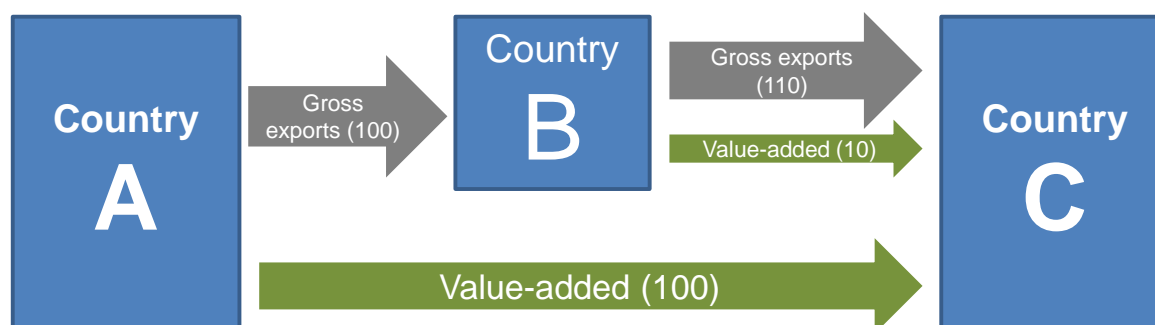 Country
A
Gross
exports (100)
Country
B
Gross exports
(110)
Value-added (10)
Country
C
Value-added (100)